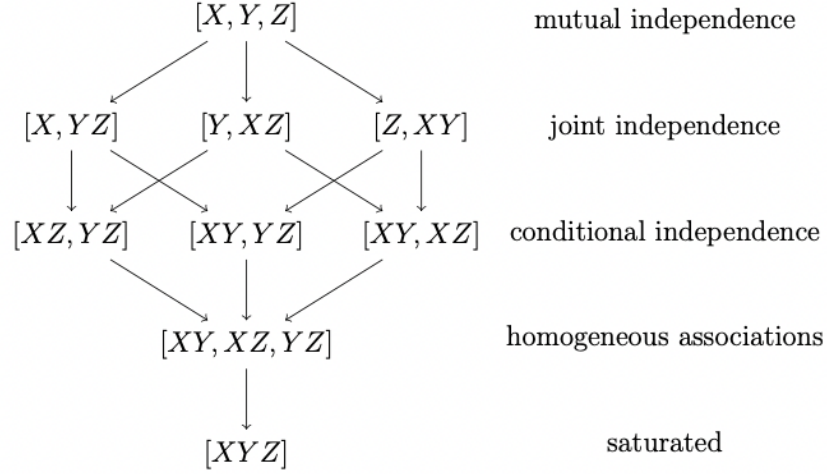 [X, Y, Z] mutual independence
[X, YZ] [Y, XZ] [Z, XY] joint independence
[XZ, YZ] [XY, YZ] [XY, XZ] conditional independence
[XY, XZ, YZ] homogeneous associations
[XYZ] saturated